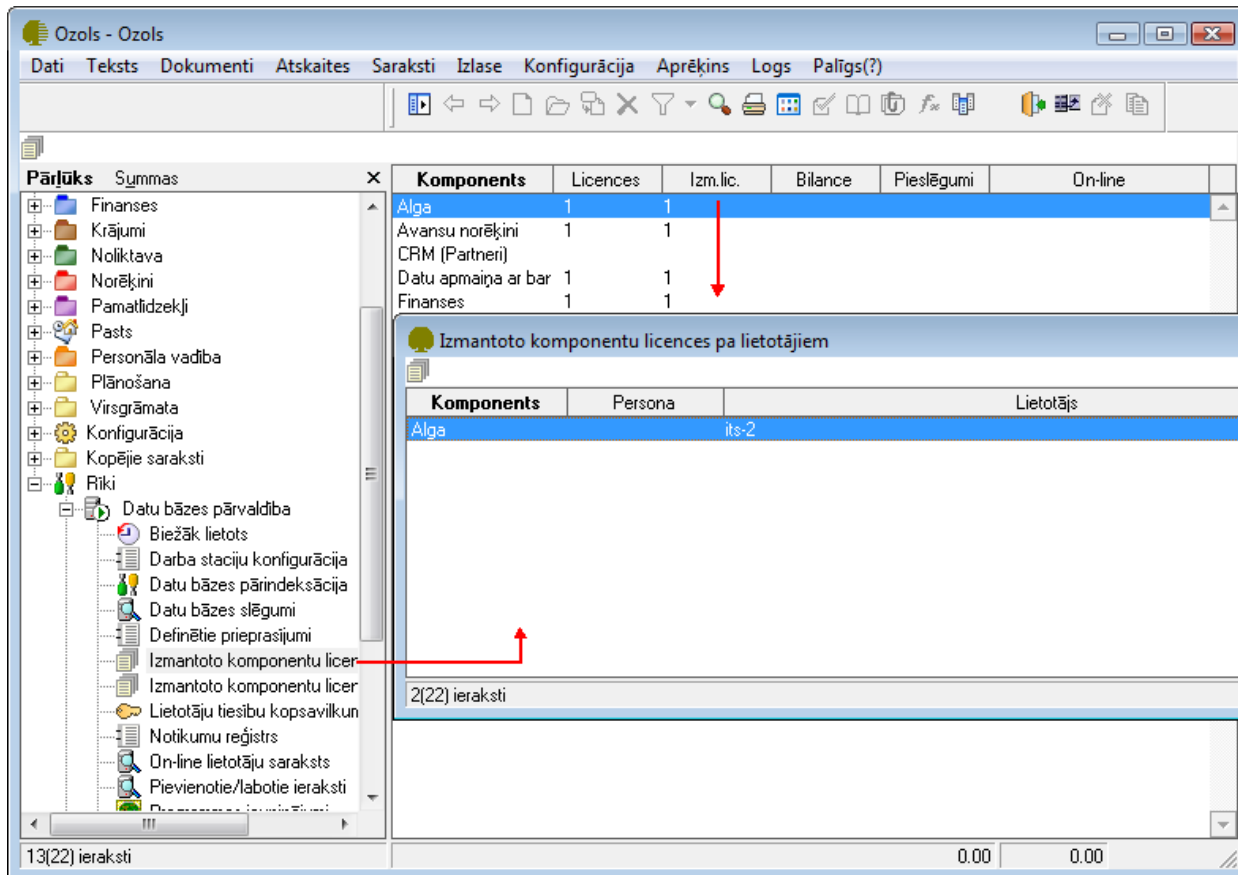 Ozols - Ozols
Dati Teksts Dokumenti Atskaites Saraksti Izlase Konfigurācija Aprēķins Logs Palīgs(?)
Pārlūks Summas
Finanses
Krājumi
Noliktava
Norēķini
Pamatlīdzekļi
Pasts
Personāla vadība
Plānošana
Virsgrāmata
Konfigurācija
Kopējie saraksti
Rīki
Datu bāzes pārvaldība
Biežāk lietots
Darba staciju konfigurācija
Datu bāzes pārindeksācija
Datu bāzes slēgumi
Definētie prieprasījumi
Izmantoto komponentu licer
Izmantoto komponentu licer
Lietotāju tiesību kopsavilkun
Notikumu reģistrs
On-line lietotāju saraksts
Pievienotie/labotie ieraksti
13(22) ieraksti
Komponents Licences Izm.lic. Bilance Pieslēgumi On-line
Alga 1 1
Avansu norēķini 1 1
CRM (Partneri)
Datu apmaiņa ar bar 1 1
Finanses 1 1
Izmantoto komponentu licences pa lietotājiem
Komponents Persona Lietotājs
Alga its-2
2(22) ieraksti
0.00 0.00